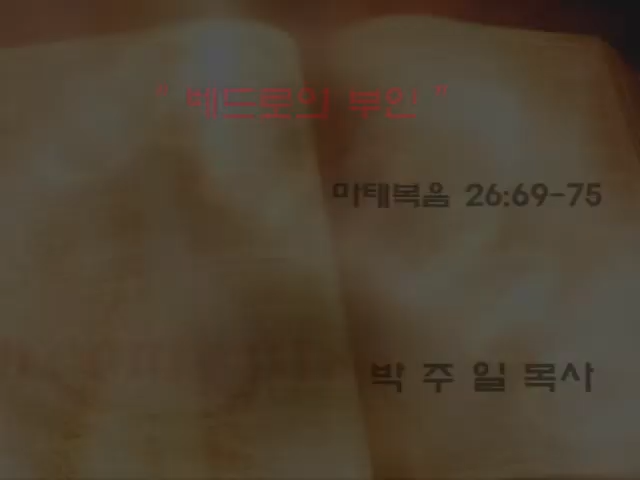 " 베드로의 부인 "
마태복음 26:69-75
박 주 일 목사